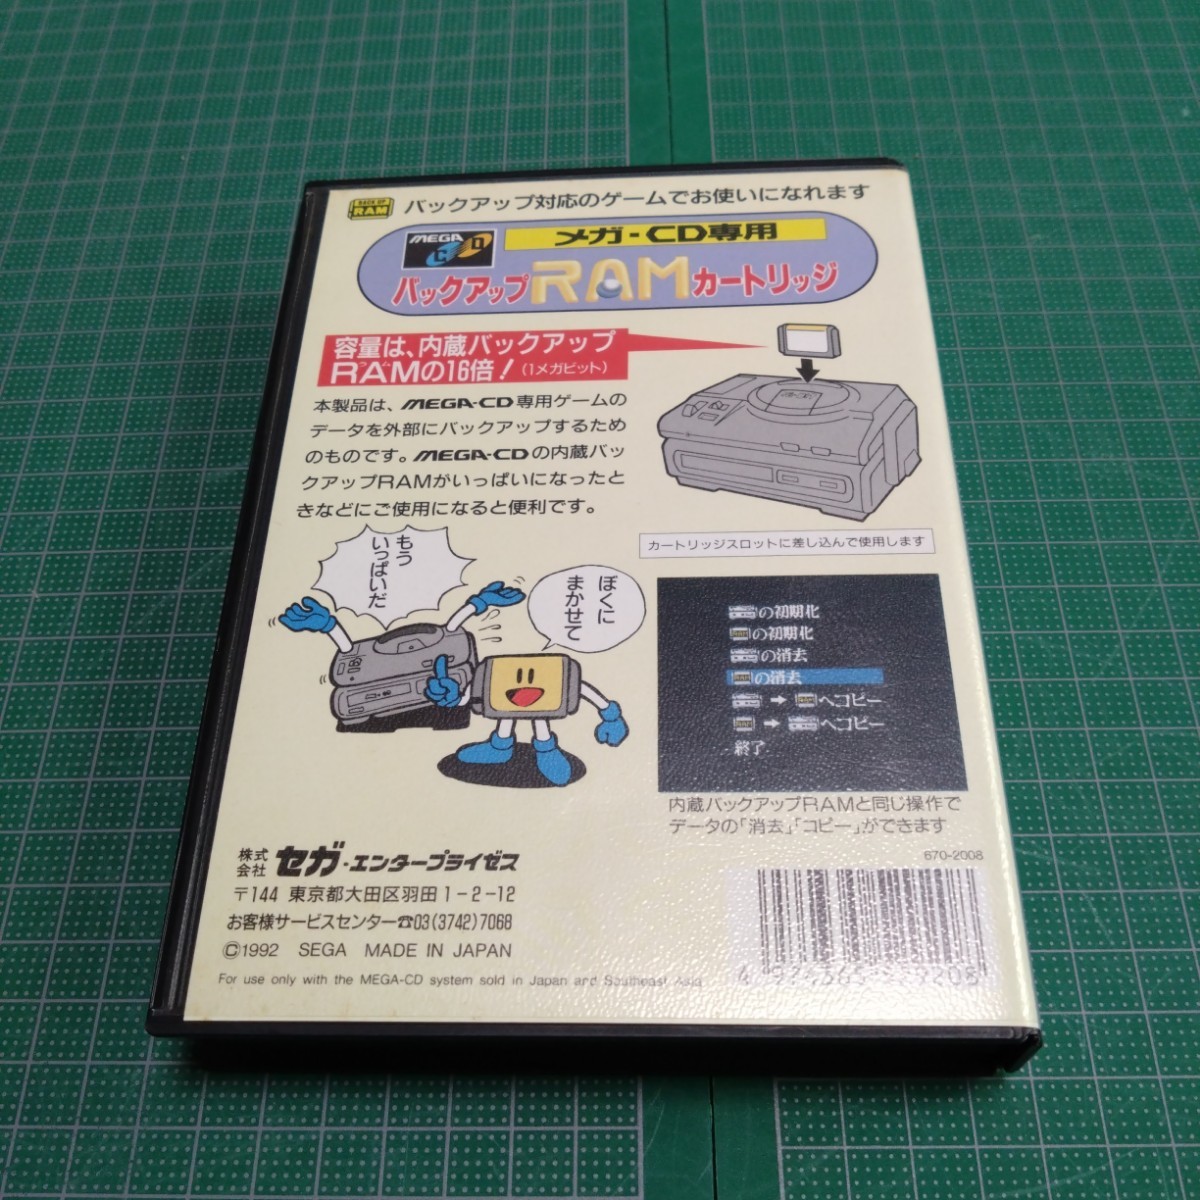 BACK UP
RAM
バックアップ対応のゲームでお使いになれます
MEGA
CD
メガ-CD専用
バックアップRAMカートリッジ
容量は、内蔵バックアップ
RAMの16倍!(1メガビット)
本製品は、MEGA-CD専用ゲームの
データを外部にバックアップするため
のものです。MEGA-CDの内蔵バッ
クアップRAMがいっぱいになったと
きなどにご使用になると便利です。
カートリッジスロットに差し込んで使用します
もう
いっぱいだ
ぼくに
まかせて
の初期化
RAMの初期化
の消去
RAMの消去
➡RAMへコピー
RAM➡へコピー
終了
内蔵バックアップRAMと同じ操作で
データの「消去」「コピー」ができます
670-2008
株式会社 セガ・エンタープライゼス
〒144 東京都大田区羽田1-2-12
お客様サービスセンター☎03(3742)7068
©1992 SEGA MADE IN JAPAN
For use only with the MEGA-CD system sold in Japan and Southeast Asia